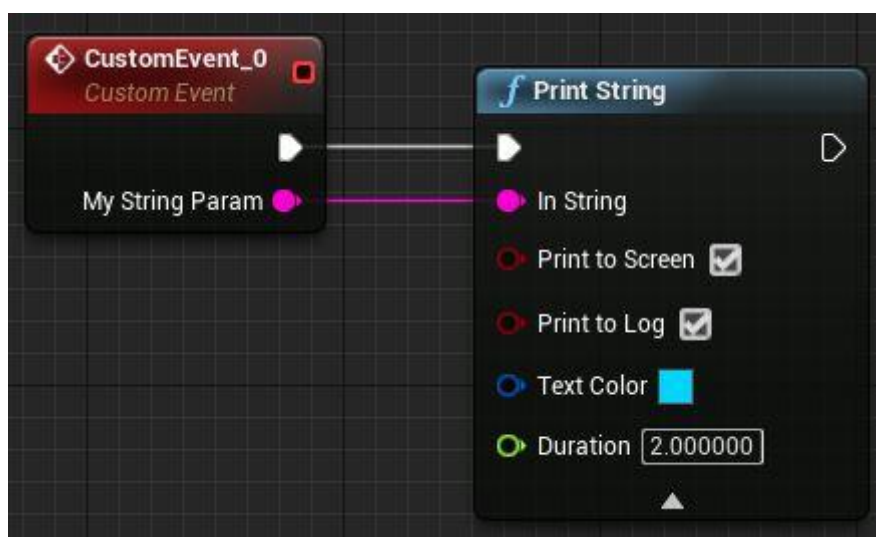 CustomEvent_0
Custom Event
My String Param
Print String
In String
Print to Screen
Print to Log
Text Color
Duration 2.000000